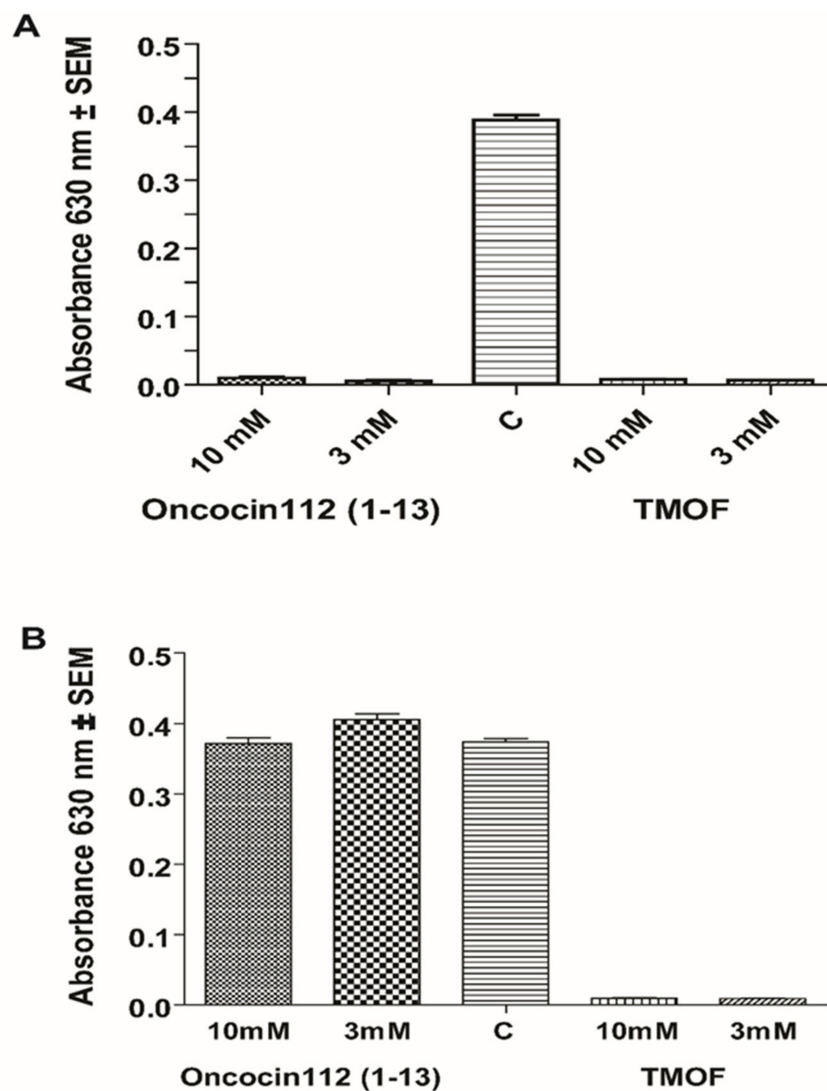 A
Absorbance 630 nm ± SEM
0.5
0.4
0.3
0.2
0.1
0.0
10 mM
3 mM
C
10 mM
3 mM
Oncocin112 (1-13)
TMOF
B
Absorbance 630 nm ± SEM
0.5
0.4
0.3
0.2
0.1
0.0
10mM
3mM
C
10mM
3mM
Oncocin112 (1-13)
TMOF